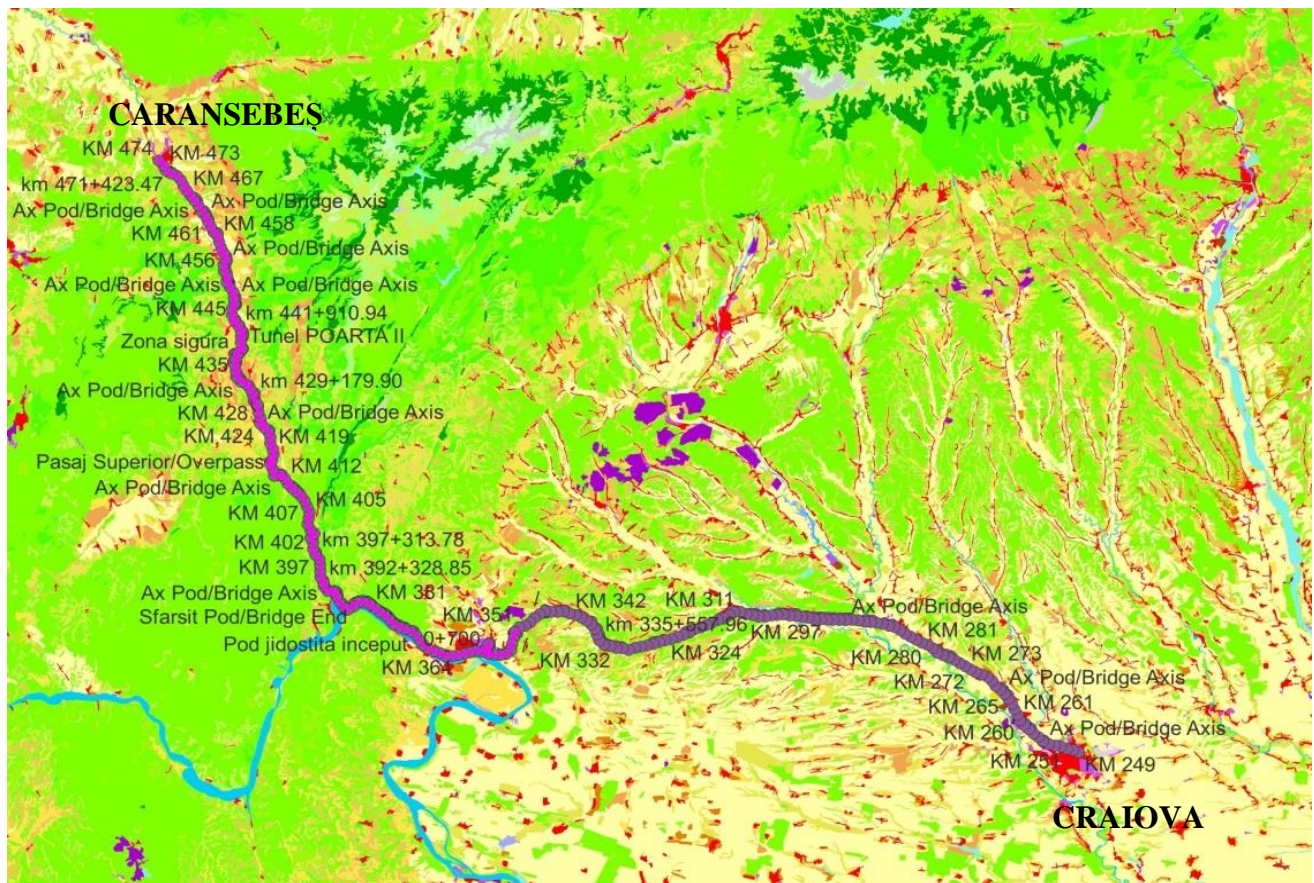 CARANSEBEȘ
KM 474
KM 473
km 471+423.47
KM 467
Ax Pod/Bridge Axis
Ax Pod/Bridge Axis
KM 461
KM 458
Ax Pod/Bridge Axis
KM 456
Ax Pod/Bridge Axis
Ax Pod/Bridge Axis
KM 445
km 441+910.94
Tunel POARTA II
Zona sigura
KM 435
km 429+179.90
Ax Pod/Bridge Axis
KM 428
Ax Pod/Bridge Axis
KM 424
KM 419
Pasaj Superior/Overpass
KM 412
Ax Pod/Bridge Axis
KM 405
KM 407
KM 402
km 397+313.78
KM 397
km 392+328.85
Ax Pod/Bridge Axis
KM 381
Sfarsit Pod/Bridge End
KM 351
KM 342
KM 311
Ax Pod/Bridge Axis
Pod jidostita inceput
0+700
km 335+557.96
KM 297
KM 281
KM 364
KM 332
KM 324
KM 280
KM 273
KM 272
Ax Pod/Bridge Axis
KM 265
KM 261
KM 260
Ax Pod/Bridge Axis
KM 251
KM 249
CRAIOVA